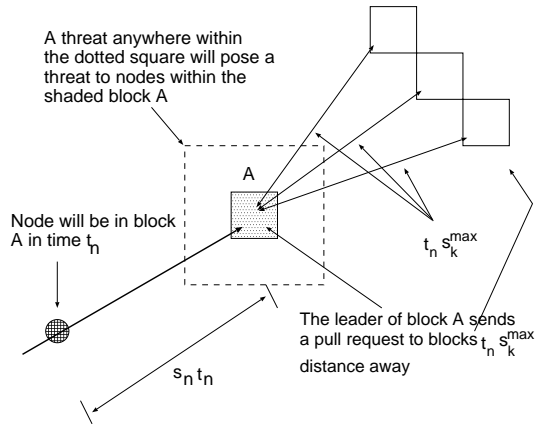 A threat anywhere within
the dotted square will pose a
threat to nodes within the
shaded block A
A
Node will be in block
A in time t_n
t_n s_k^max
The leader of block A sends
a pull request to blocks t_n s_k^max
distance away
s_n t_n